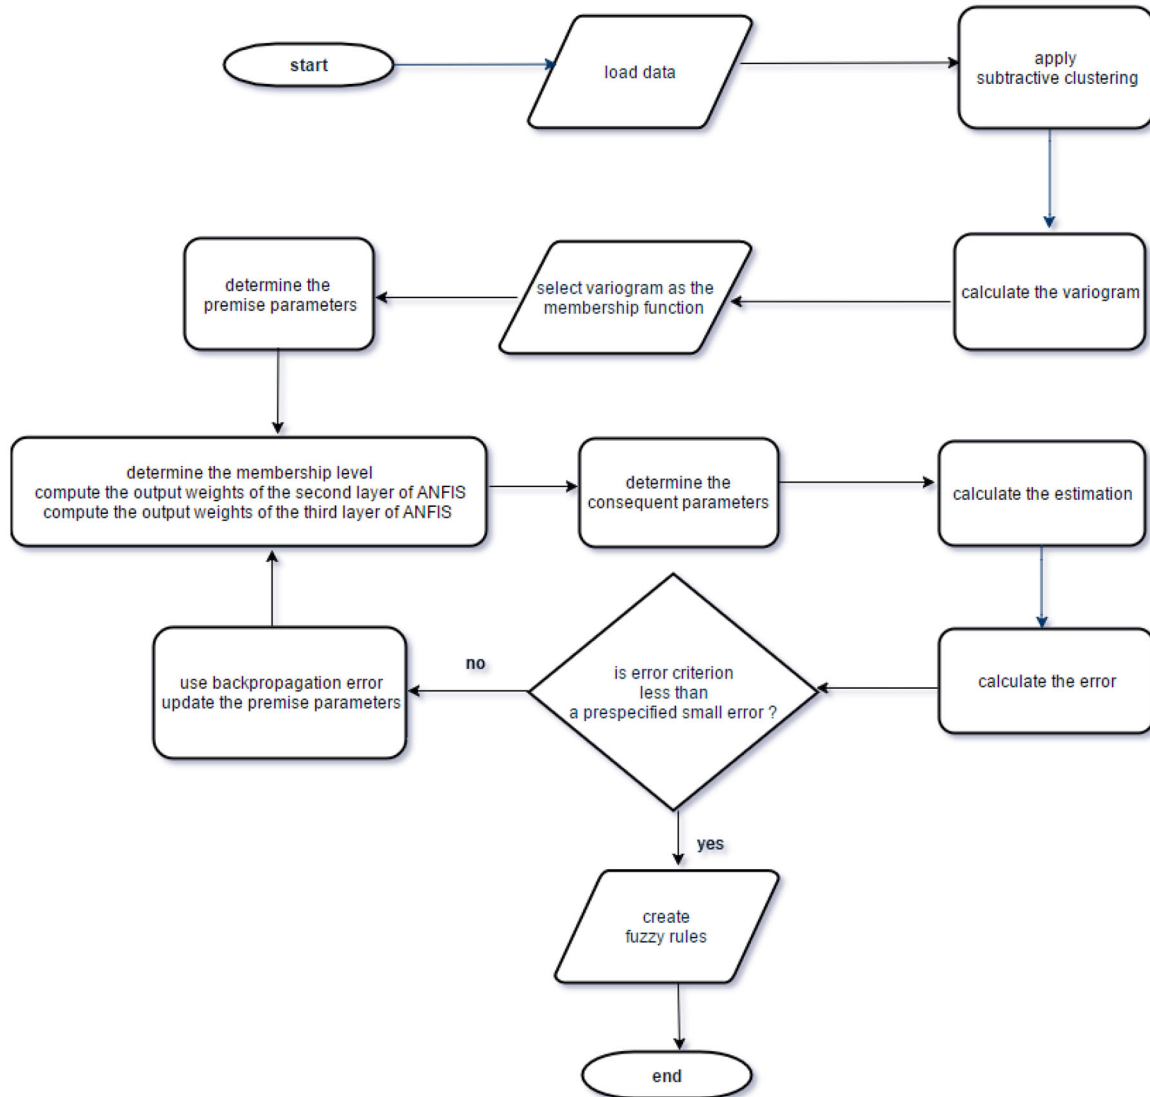 start
load data
apply
subtractive clustering
determine the
premise parameters
select variogram as the
membership function
calculate the variogram
determine the membership level
compute the output weights of the second layer of ANFIS
compute the output weights of the third layer of ANFIS
determine the
consequent parameters
calculate the estimation
use backpropagation error
update the premise parameters
no
is error criterion
less than
a prespecified small error ?
calculate the error
yes
create
fuzzy rules
end